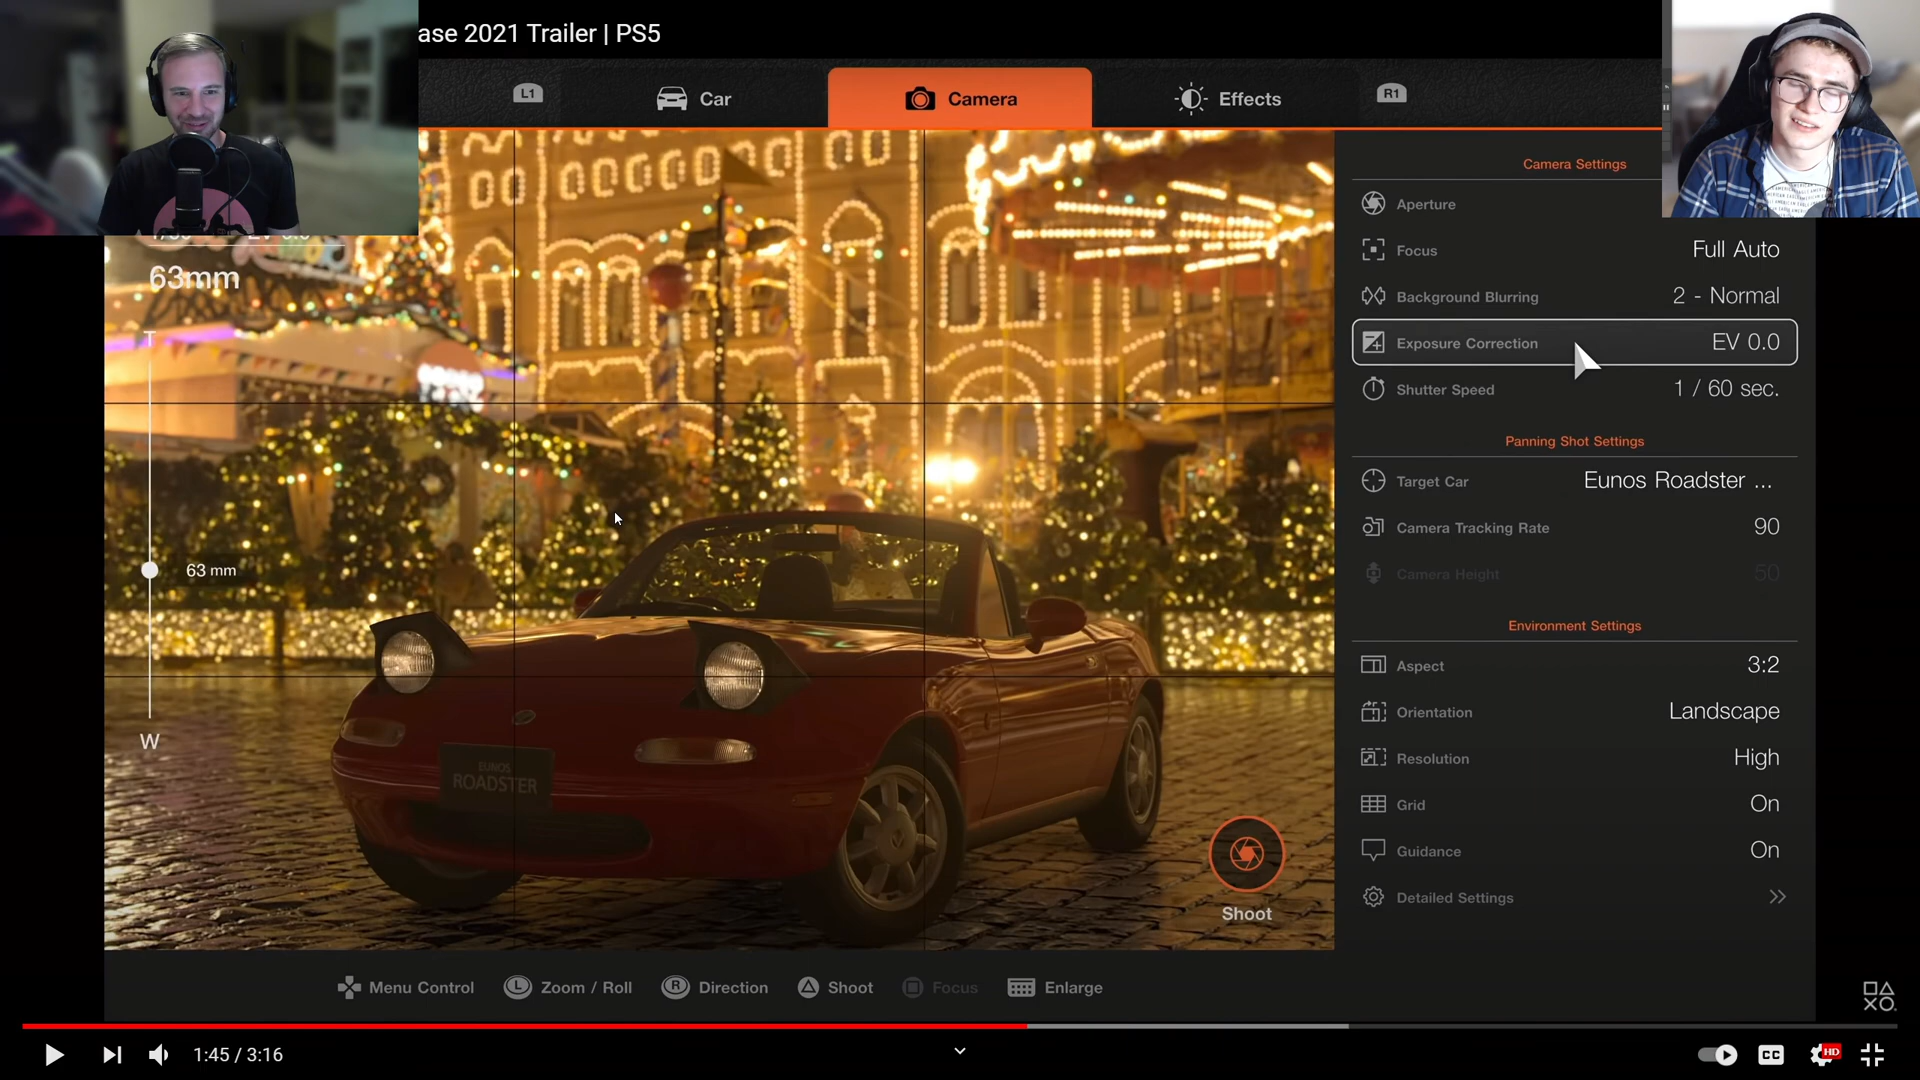 ase 2021 Trailer | PS5
L1
Car
Camera
Effects
R1
63mm
63 mm
W
EUNOS
ROADSTER
Shoot
Camera Settings
Aperture
Focus Full Auto
Background Blurring 2 - Normal
Exposure Correction EV 0.0
Shutter Speed 1 / 60 sec.
Panning Shot Settings
Target Car Eunos Roadster ...
Camera Tracking Rate 90
Camera Height 50
Environment Settings
Aspect 3:2
Orientation Landscape
Resolution High
Grid On
Guidance On
Detailed Settings
Menu Control
L Zoom / Roll
R Direction
Shoot
Focus
Enlarge
1:45 / 3:16
CC
HD